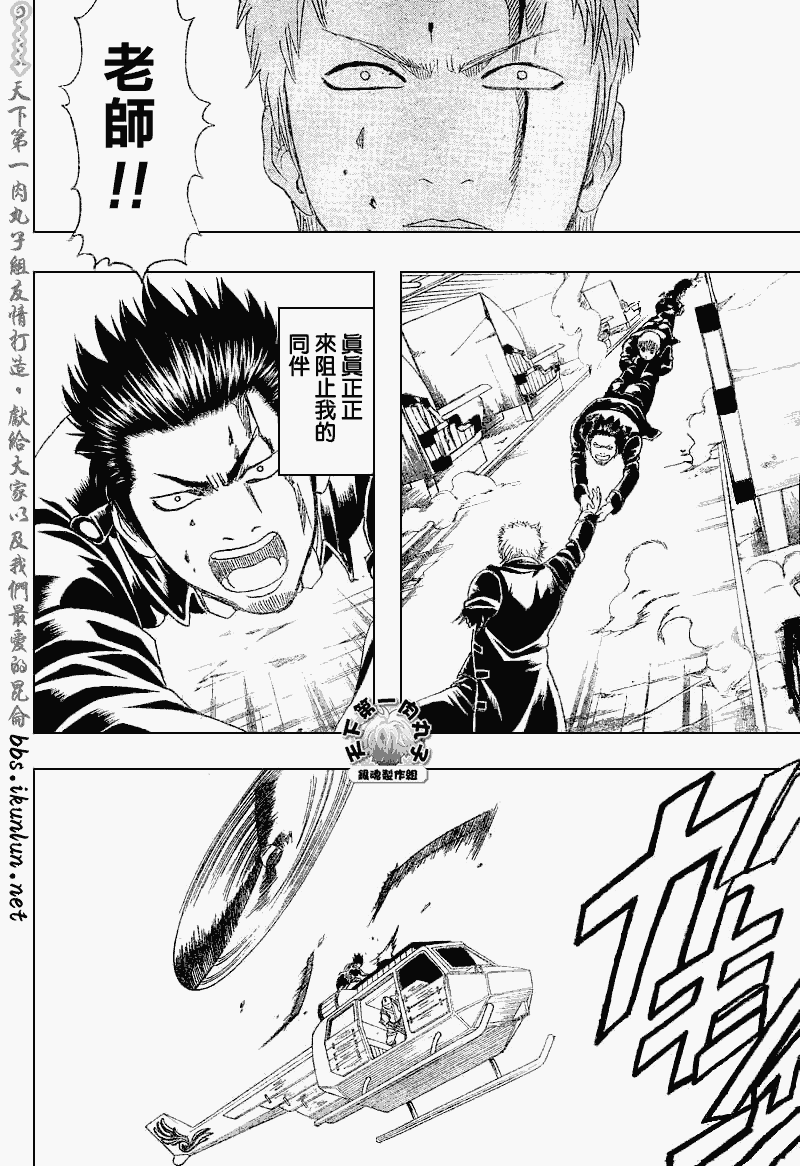 老師!!
眞眞正正
來阻止我的
同伴
天下第一肉丸子
銀魂製作組
天下第一肉丸子組友情打造，獻給大家以及我們最愛的昆侖
bbs.ikunlun.net